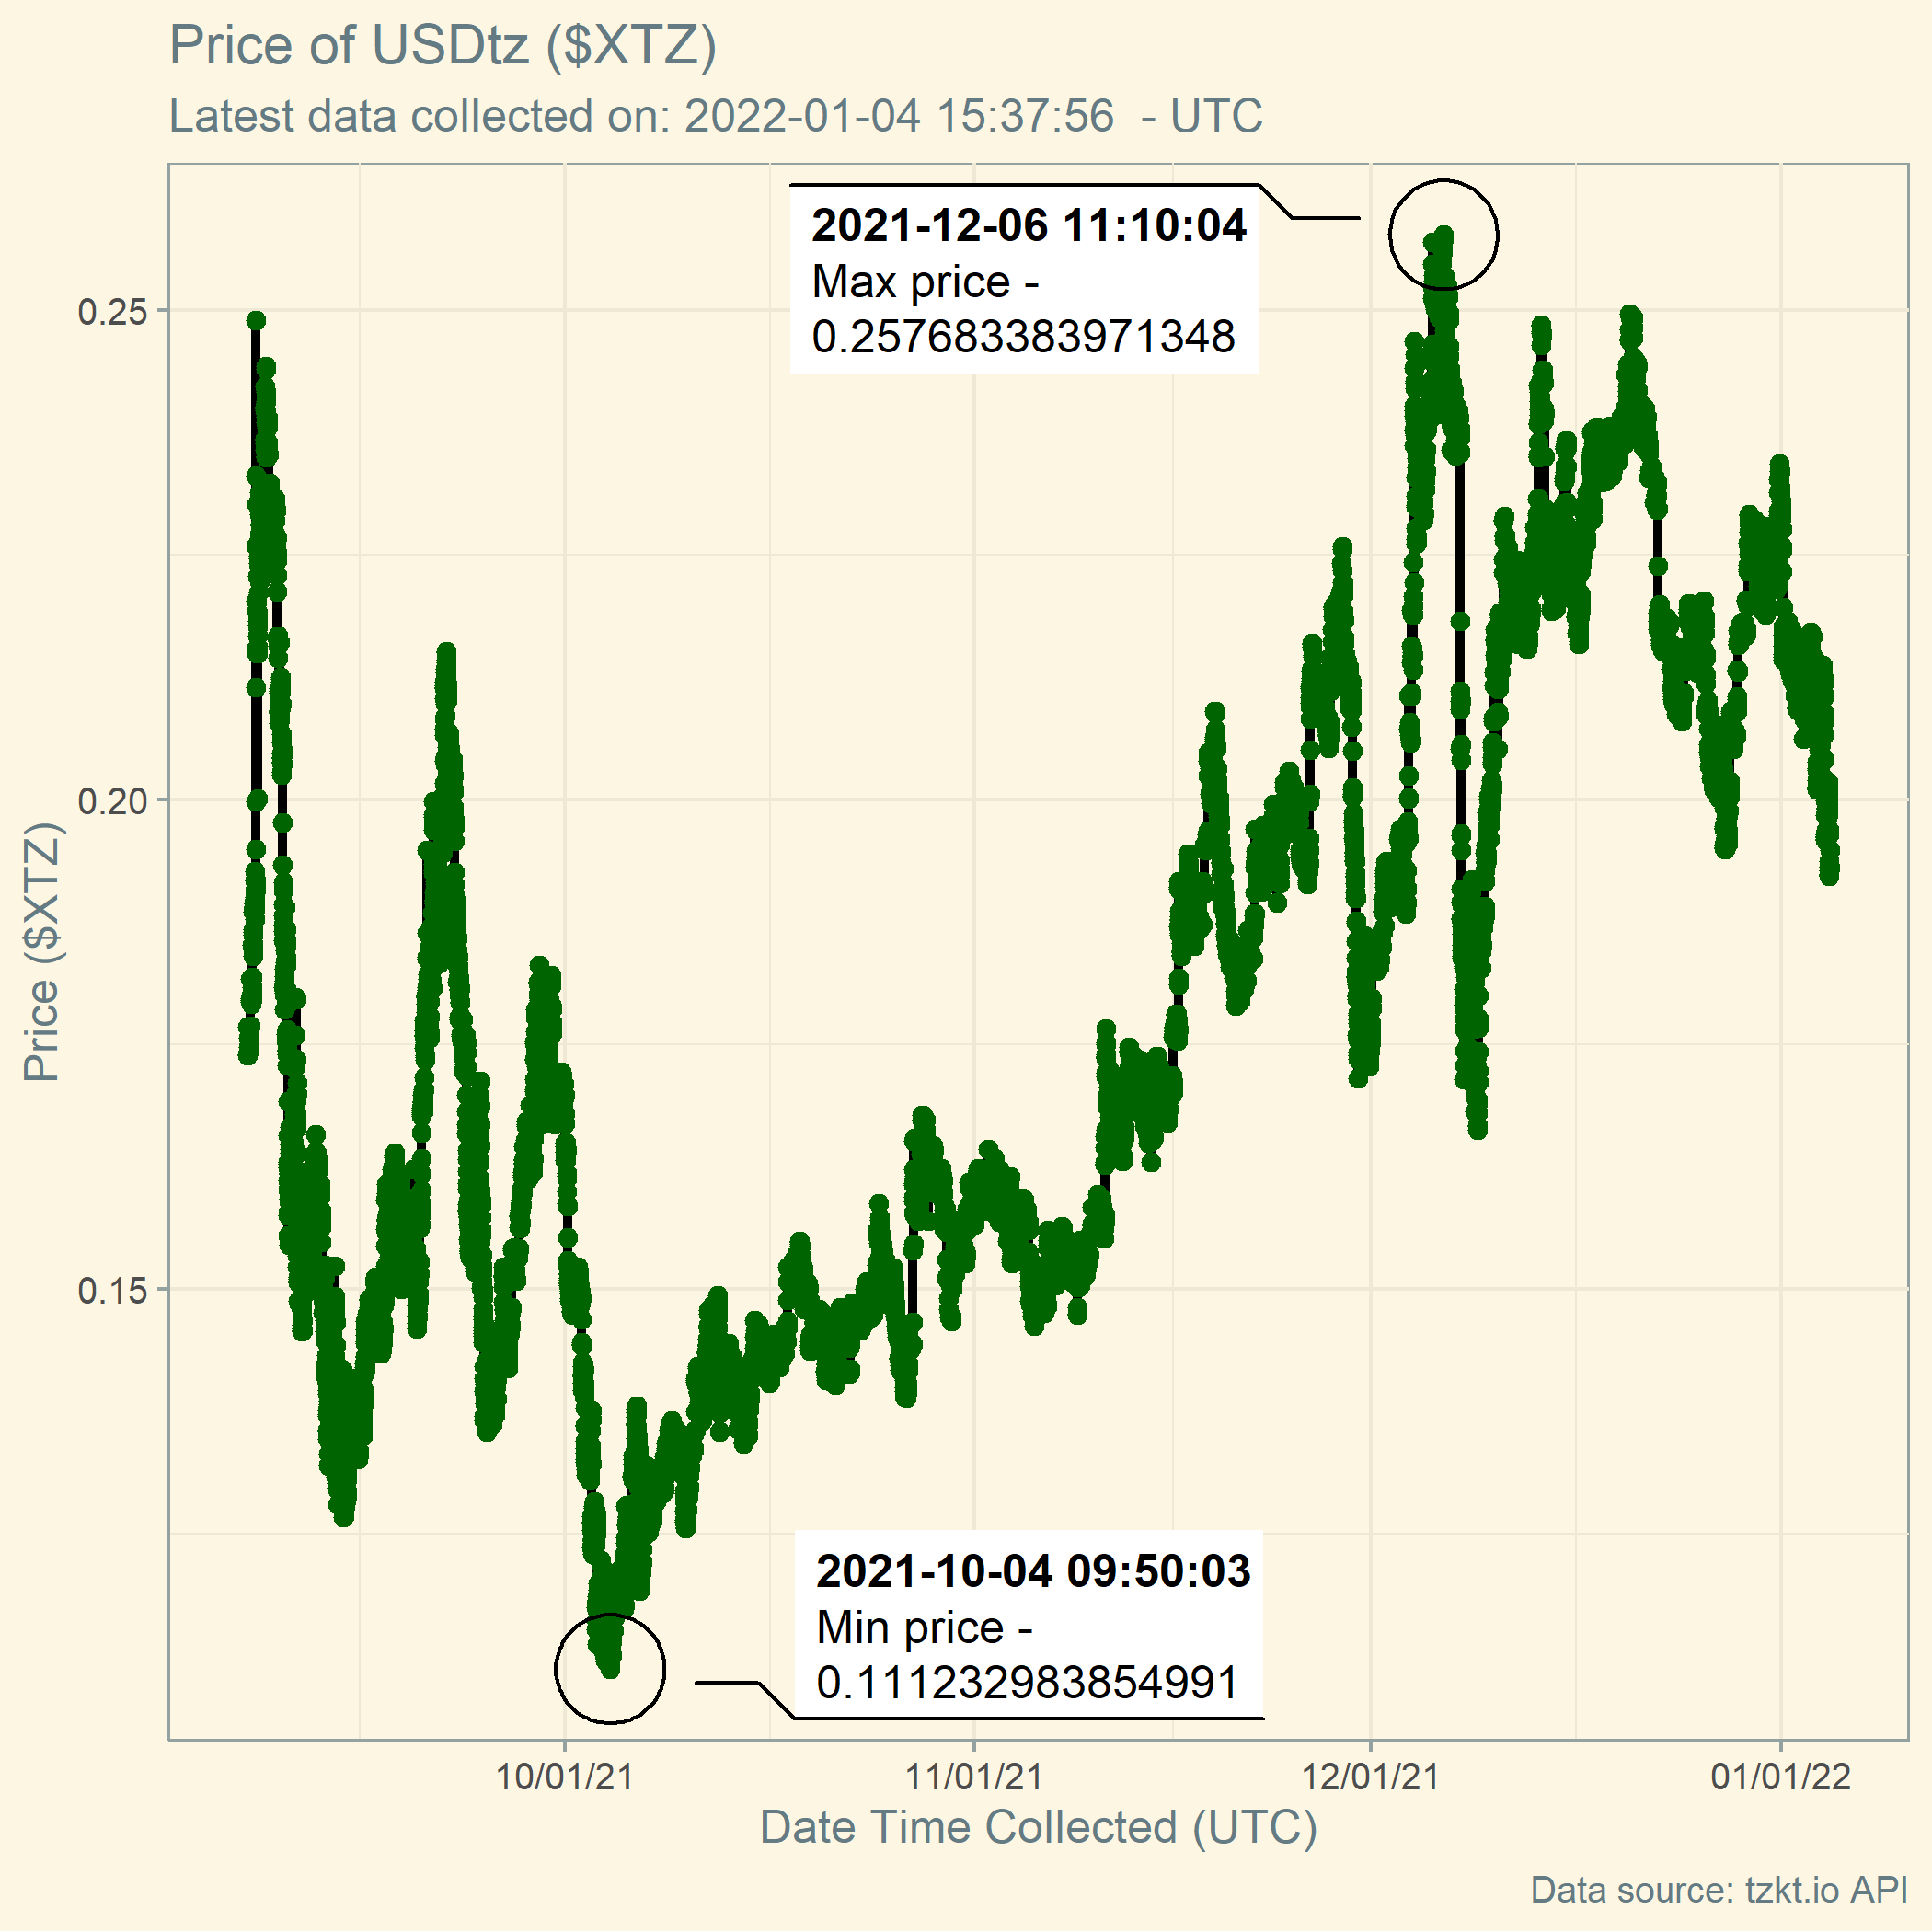 Price of USDtz ($XTZ)
Latest data collected on: 2022-01-04 15:37:56  - UTC
2021-12-06 11:10:04
Max price -
0.257683383971348
0.25
0.20
0.15
Price ($XTZ)
2021-10-04 09:50:03
Min price -
0.111232983854991
10/01/21
11/01/21
12/01/21
01/01/22
Date Time Collected (UTC)
Data source: tzkt.io API